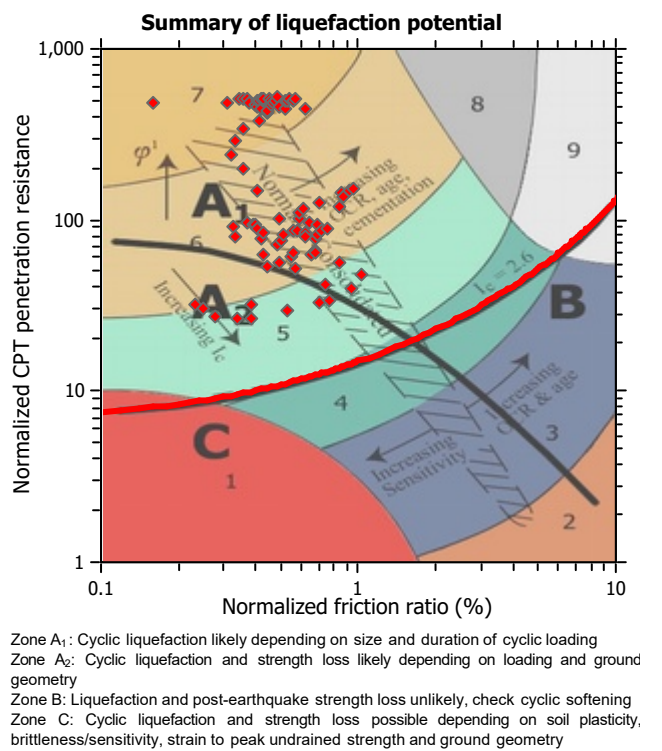 Summary of liquefaction potential
Normalized CPT penetration resistance
1,000
100
10
1
7
8
9
φ'
Increasing
OCR, age,
cementation
Normally
Consolidated
A1
6
A2
Increasing Ic
5
Ic = 2.6
B
4
C
1
Increasing
OCR & age
3
Increasing
Sensitivity
2
0.1
1
10
Normalized friction ratio (%)
Zone A1: Cyclic liquefaction likely depending on size and duration of cyclic loading
Zone A2: Cyclic liquefaction and strength loss likely depending on loading and ground
geometry
Zone B: Liquefaction and post-earthquake strength loss unlikely, check cyclic softening
Zone C: Cyclic liquefaction and strength loss possible depending on soil plasticity,
brittleness/sensitivity, strain to peak undrained strength and ground geometry